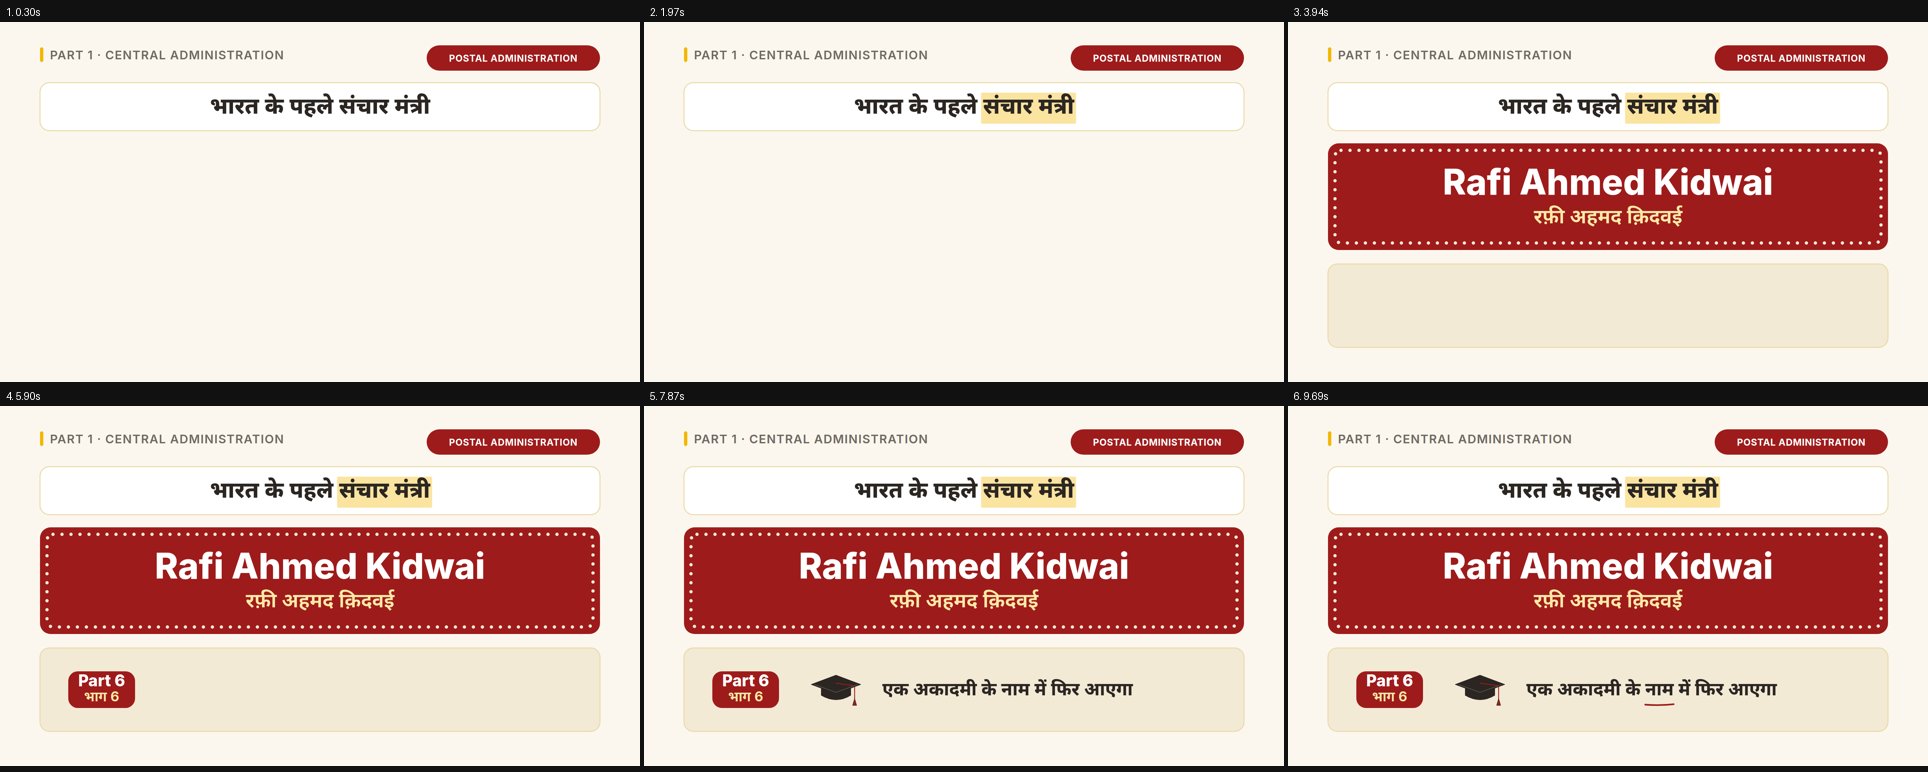 1. 0.30s
PART 1 · CENTRAL ADMINISTRATION
POSTAL ADMINISTRATION
भारत के पहले संचार मंत्री
2. 1.97s
PART 1 · CENTRAL ADMINISTRATION
POSTAL ADMINISTRATION
भारत के पहले संचार मंत्री
3. 3.94s
PART 1 · CENTRAL ADMINISTRATION
POSTAL ADMINISTRATION
भारत के पहले संचार मंत्री
Rafi Ahmed Kidwai
रफ़ी अहमद क़िदवई
4. 5.90s
PART 1 · CENTRAL ADMINISTRATION
POSTAL ADMINISTRATION
भारत के पहले संचार मंत्री
Rafi Ahmed Kidwai
रफ़ी अहमद क़िदवई
Part 6
भाग 6
5. 7.87s
PART 1 · CENTRAL ADMINISTRATION
POSTAL ADMINISTRATION
भारत के पहले संचार मंत्री
Rafi Ahmed Kidwai
रफ़ी अहमद क़िदवई
Part 6
भाग 6
एक अकादमी के नाम में फिर आएगा
6. 9.69s
PART 1 · CENTRAL ADMINISTRATION
POSTAL ADMINISTRATION
भारत के पहले संचार मंत्री
Rafi Ahmed Kidwai
रफ़ी अहमद क़िदवई
Part 6
भाग 6
एक अकादमी के नाम में फिर आएगा